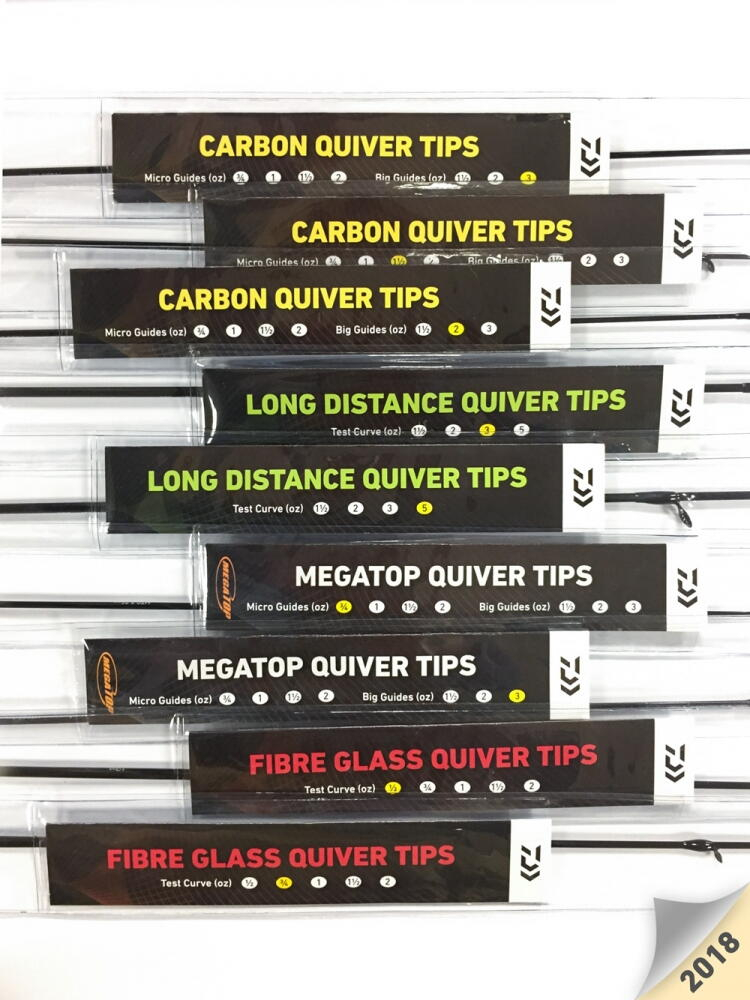 CARBON QUIVER TIPS
Micro Guides (oz) ¾ 1 1½ 2 Big Guides (oz) 1½ 2 3
CARBON QUIVER TIPS
Micro Guides (oz) ¾ 1 1½ 2 Big Guides (oz) 1½ 2 3
CARBON QUIVER TIPS
Micro Guides (oz) ¾ 1 1½ 2 Big Guides (oz) 1½ 2 3
LONG DISTANCE QUIVER TIPS
Test Curve (oz) 1½ 2 3 5
LONG DISTANCE QUIVER TIPS
Test Curve (oz) 1½ 2 3 5
MEGATOP
MEGATOP QUIVER TIPS
Micro Guides (oz) ¾ 1 1½ 2 Big Guides (oz) 1½ 2 3
MEGATOP
MEGATOP QUIVER TIPS
Micro Guides (oz) ¾ 1 1½ 2 Big Guides (oz) 1½ 2 3
FIBRE GLASS QUIVER TIPS
Test Curve (oz) ½ ¾ 1 1½ 2
FIBRE GLASS QUIVER TIPS
Test Curve (oz) ½ ¾ 1 1½ 2
2018